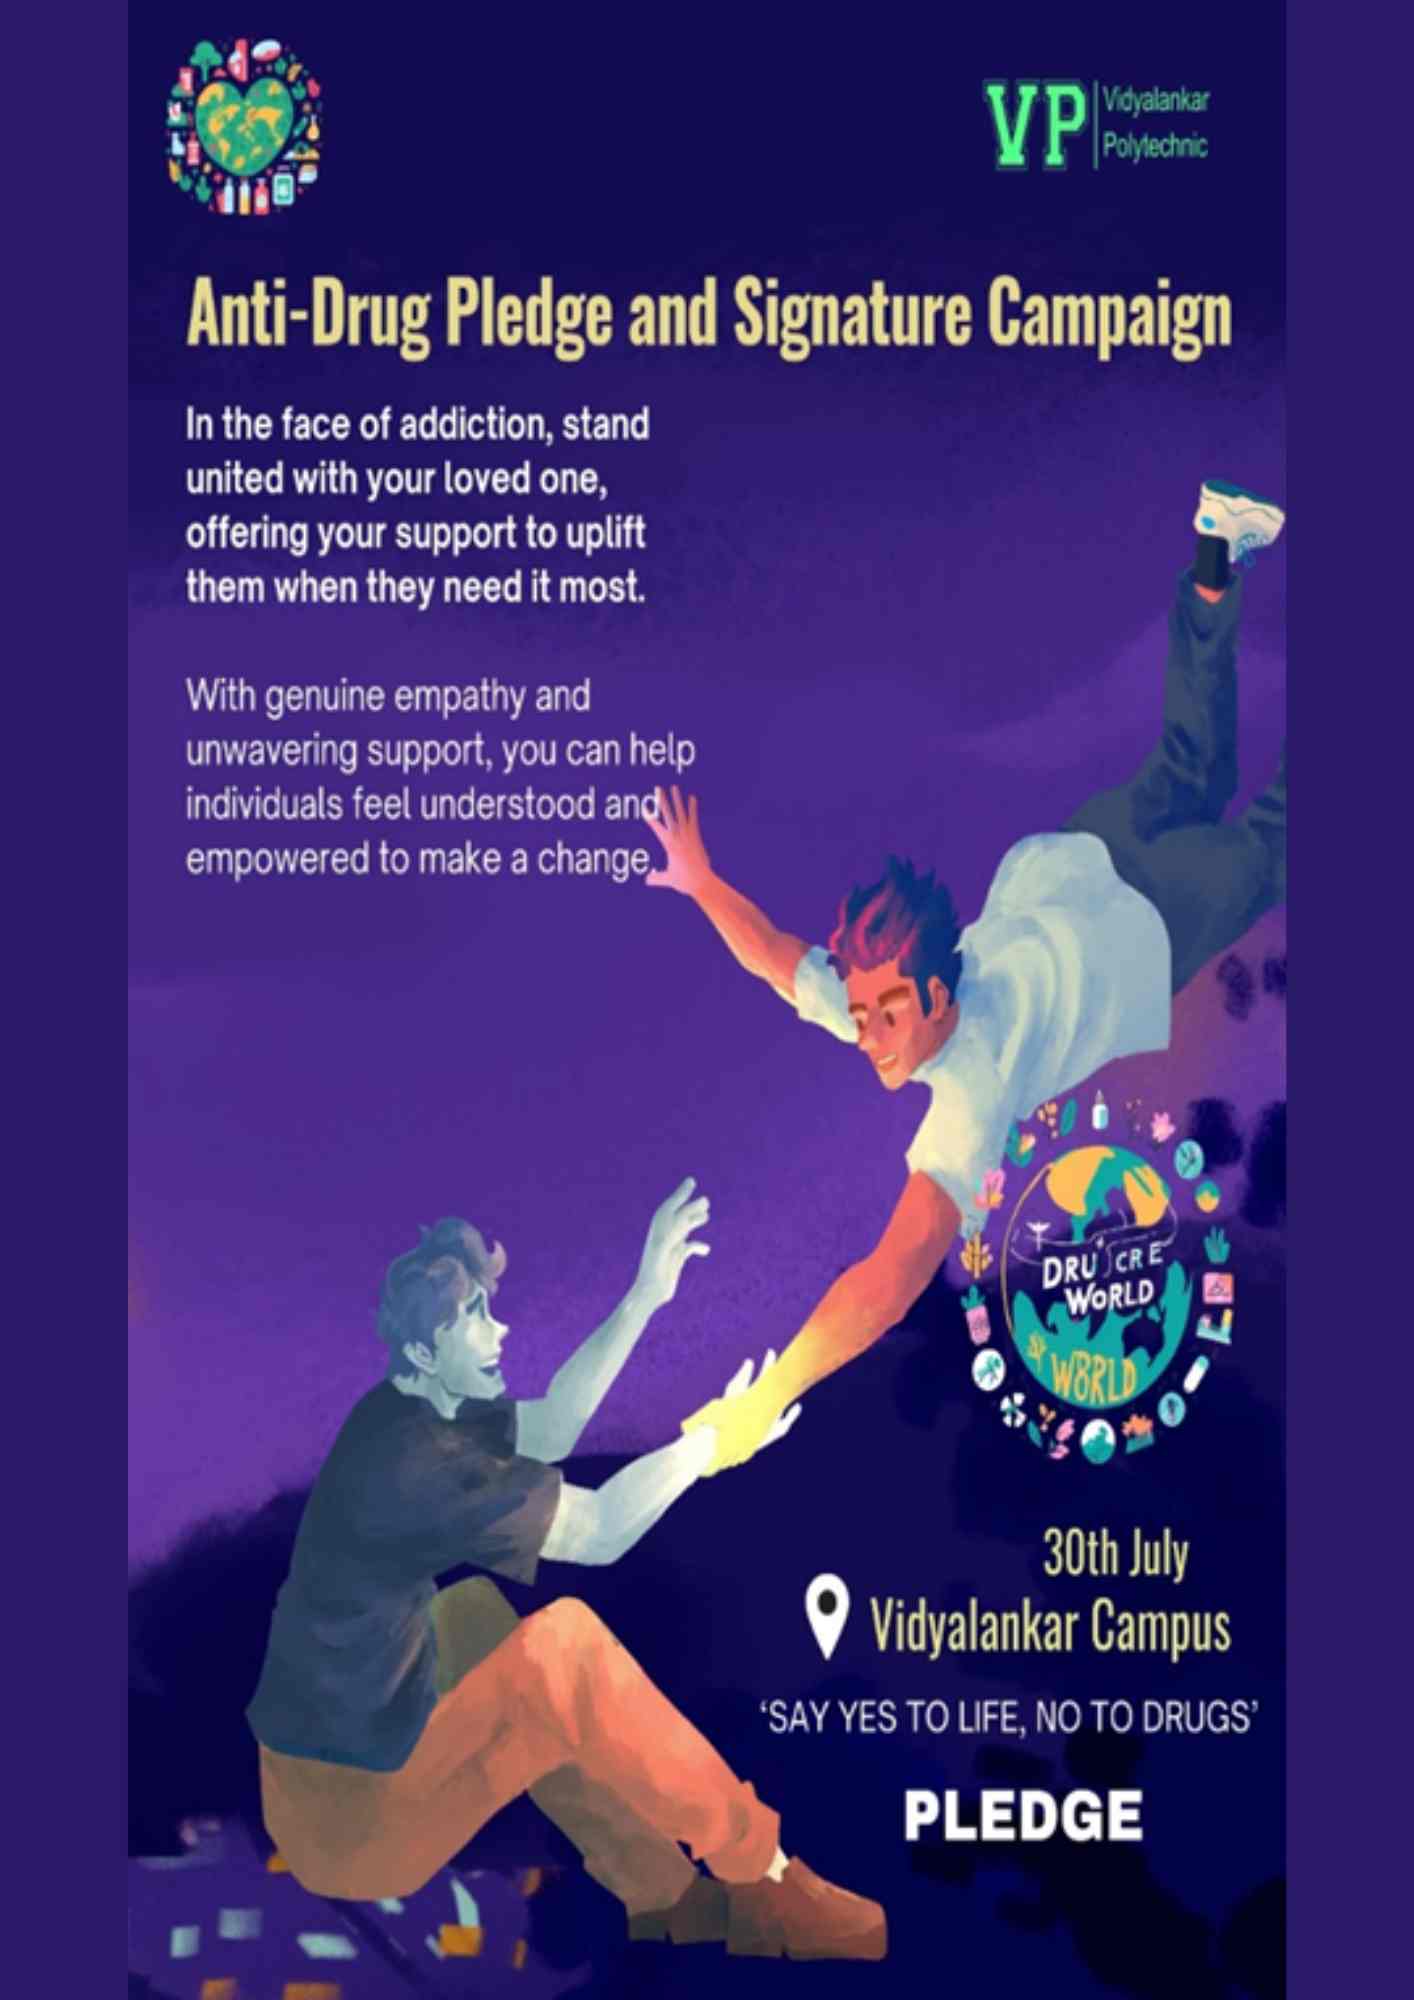 VP
Vidyalankar
Polytechnic
Anti-Drug Pledge and Signature Campaign
In the face of addiction, stand
united with your loved one,
offering your support to uplift
them when they need it most.
With genuine empathy and
unwavering support, you can help
individuals feel understood and
empowered to make a change.
WORLD
WORLD
30th July
Vidyalankar Campus
‘SAY YES TO LIFE, NO TO DRUGS’
PLEDGE